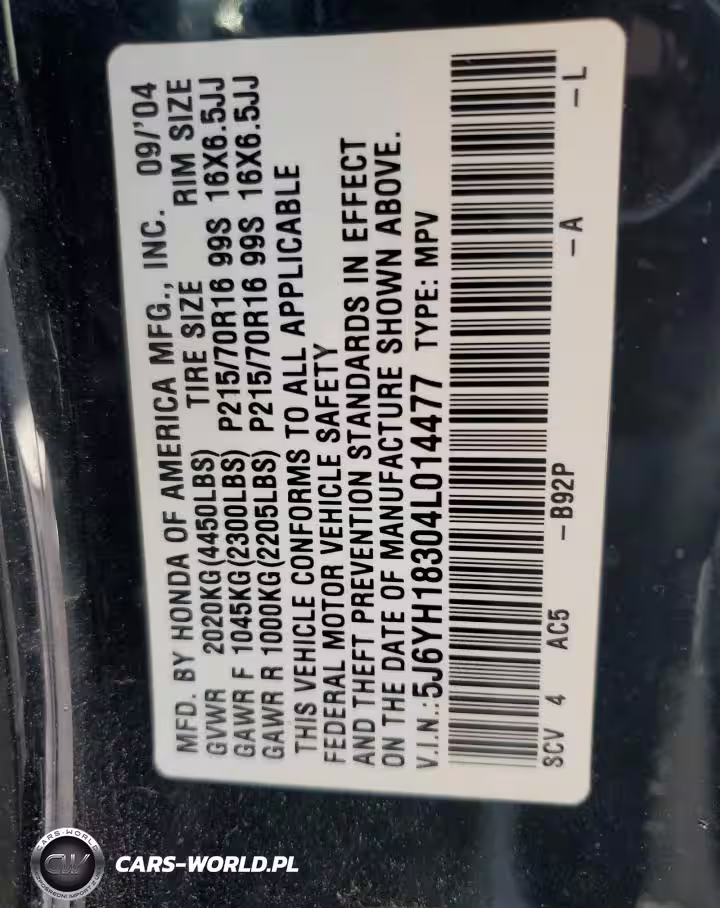 MFD. BY HONDA OF AMERICA MFG., INC. 09/'04
GVWR 2020KG(4450LBS) TIRE SIZE RIM SIZE
GAWR F 1045KG(2300LBS) P215/70R16 99S 16X6.5JJ
GAWR R 1000KG(2205LBS) P215/70R16 99S 16X6.5JJ
THIS VEHICLE CONFORMS TO ALL APPLICABLE
FEDERAL MOTOR VEHICLE SAFETY
AND THEFT PREVENTION STANDARDS IN EFFECT
ON THE DATE OF MANUFACTURE SHOWN ABOVE.
V.I.N.:5J6YH18304L014477 TYPE: MPV
SCV 4 AC5 -B92P -A -L
CARS-WORLD
CW
CARS-WORLD.PL